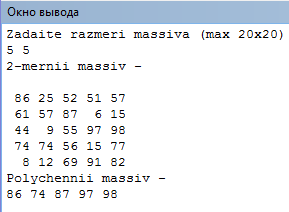 Окно вывода
Zadaite razmeri massiva (max 20x20)
5 5
2-mernii massiv -
86 25 52 51 57
61 57 87 6 15
44 9 55 97 98
74 74 56 15 77
8 12 69 91 82
Polychennii massiv -
86 74 87 97 98